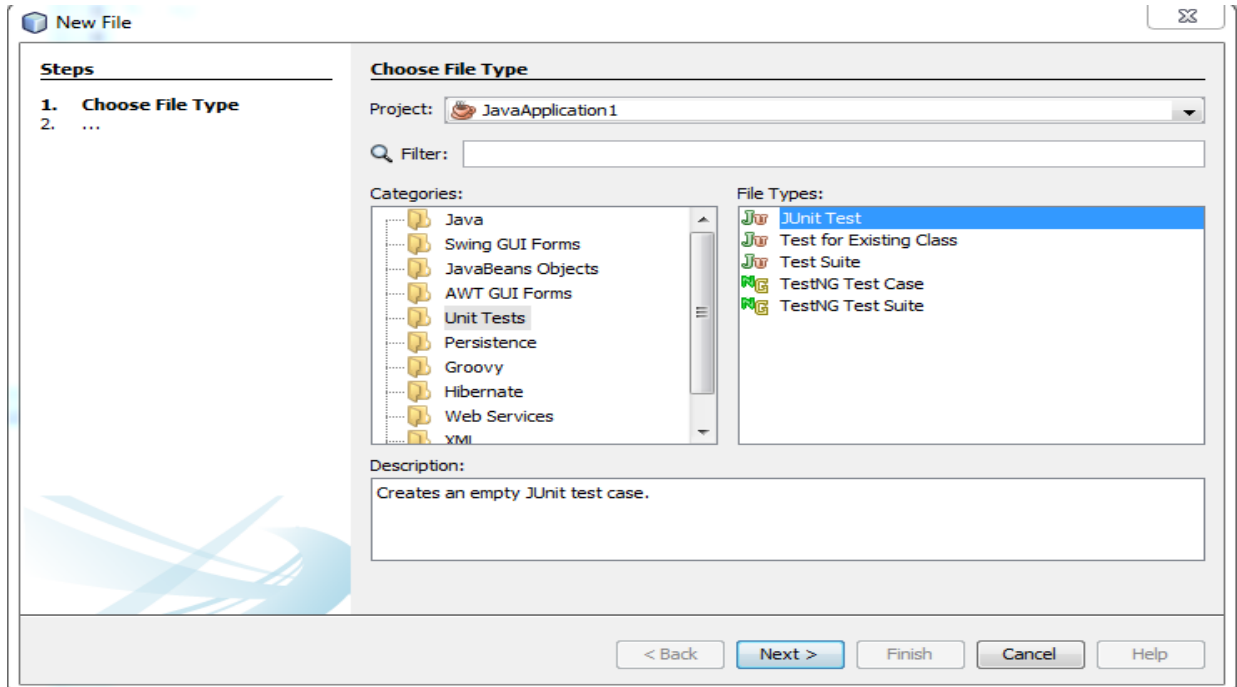 New File
Steps
1. Choose File Type
2. ...
Choose File Type
Project: JavaApplication1
Filter:
Categories:
Java
Swing GUI Forms
JavaBeans Objects
AWT GUI Forms
Unit Tests
Persistence
Groovy
Hibernate
Web Services
XML
File Types:
JUnit Test
Test for Existing Class
Test Suite
TestNG Test Case
TestNG Test Suite
Description:
Creates an empty JUnit test case.
< Back Next > Finish Cancel Help